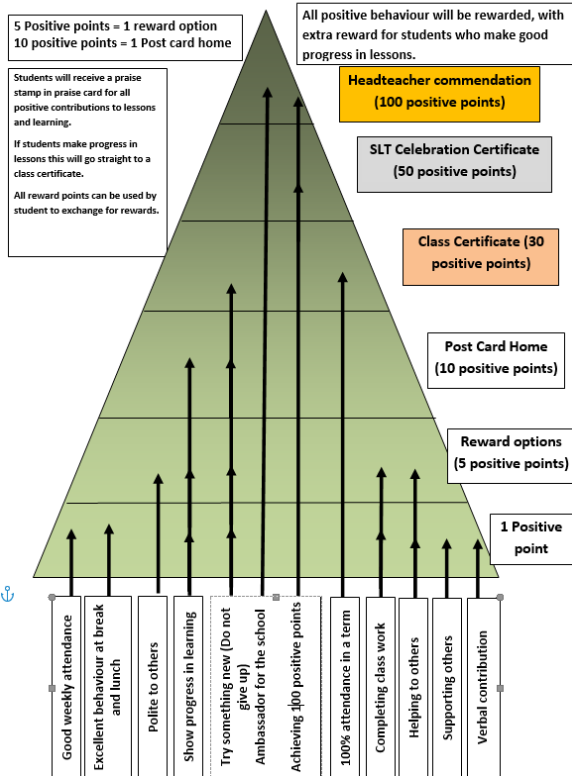 5 Positive points = 1 reward option
10 positive points = 1 Post card home
All positive behaviour will be rewarded, with
extra reward for students who make good
progress in lessons.
Students will receive a praise
stamp in praise card for all
positive contributions to lessons
and learning.
If students make progress in
lessons this will go straight to a
class certificate.
All reward points can be used by
student to exchange for rewards.
Headteacher commendation
(100 positive points)
SLT Celebration Certificate
(50 positive points)
Class Certificate (30
positive points)
Post Card Home
(10 positive points)
Reward options
(5 positive points)
1 Positive
point
Good weekly attendance
Excellent behaviour at break
and lunch
Polite to others
Show progress in learning
Try something new (Do not
give up)
Ambassador for the school
Achieving 100 positive points
100% attendance in a term
Completing class work
Helping to others
Supporting others
Verbal contribution